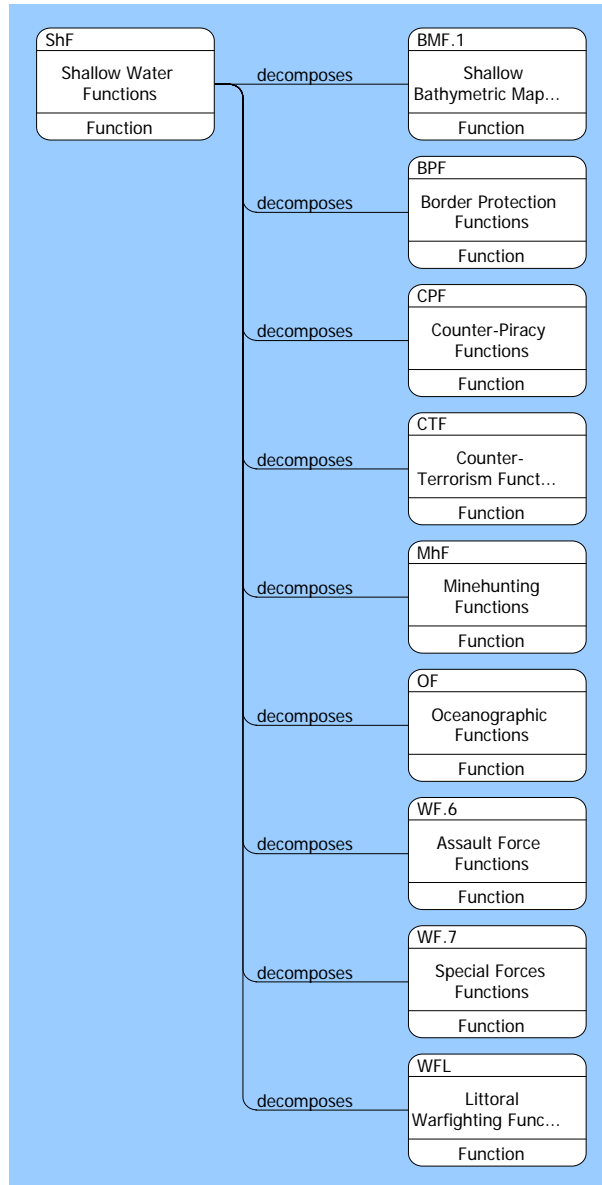 ShF
Shallow Water
Functions
Function
decomposes
BMF.1
Shallow
Bathymetric Map...
Function
decomposes
BPF
Border Protection
Functions
Function
decomposes
CPF
Counter-Piracy
Functions
Function
decomposes
CTF
Counter-
Terrorism Funct...
Function
decomposes
MhF
Minehunting
Functions
Function
decomposes
OF
Oceanographic
Functions
Function
decomposes
WF.6
Assault Force
Functions
Function
decomposes
WF.7
Special Forces
Functions
Function
decomposes
WFL
Littoral
Warfighting Func...
Function